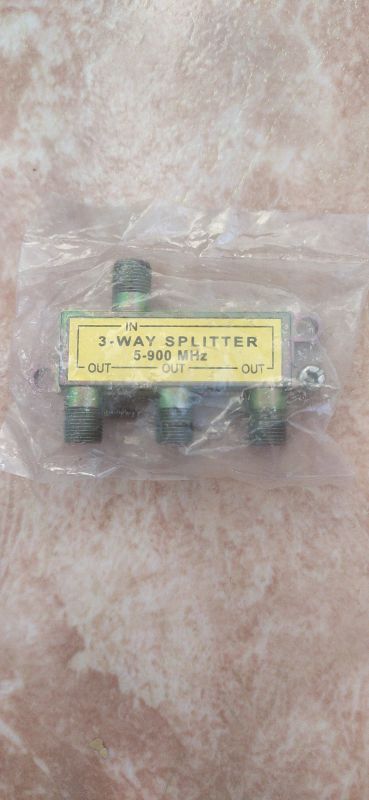 IN
3-WAY SPLITTER
5-900 MHz
OUT OUT OUT